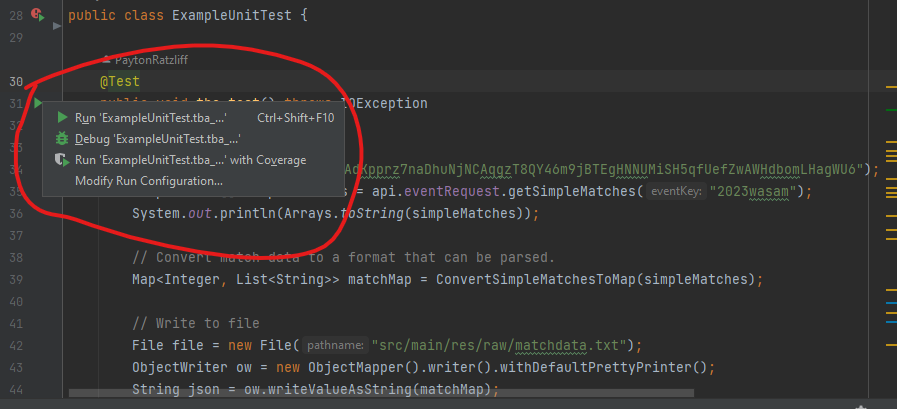 28 public class ExampleUnitTest {
29
PaytonRatzliff
30 @Test
31 public void tba_test() throws IOException
32
Run 'ExampleUnitTest.tba_...' Ctrl+Shift+F10
33
Debug 'ExampleUnitTest.tba_...'
Run 'ExampleUnitTest.tba_...' with Coverage
34 AdXpprz7naDhuNjNCAqgzT8QY46m9jBTEgHNNUMiSH5qfUefZwAWHdbomLHagWU6");
Modify Run Configuration...
35 s = api.eventRequest.getSimpleMatches( eventKey: "2023wasam");
36 System.out.println(Arrays.toString(simpleMatches));
37
38 // Convert match data to a format that can be parsed.
39 Map<Integer, List<String>> matchMap = ConvertSimpleMatchesToMap(simpleMatches);
40
41 // Write to file
42 File file = new File( pathname: "src/main/res/raw/matchdata.txt");
43 ObjectWriter ow = new ObjectMapper().writer().withDefaultPrettyPrinter();
44 String json = ow.writeValueAsString(matchMap);